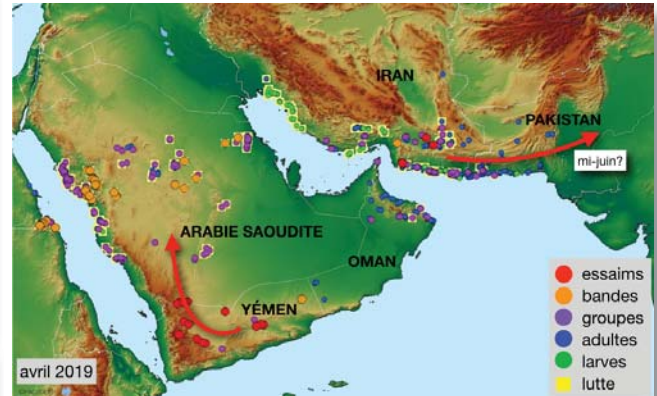 IRAN
PAKISTAN
mi-juin?
ARABIE SAOUDITE
OMAN
YÉMEN
essaims
bandes
groupes
adultes
larves
lutte
avril 2019